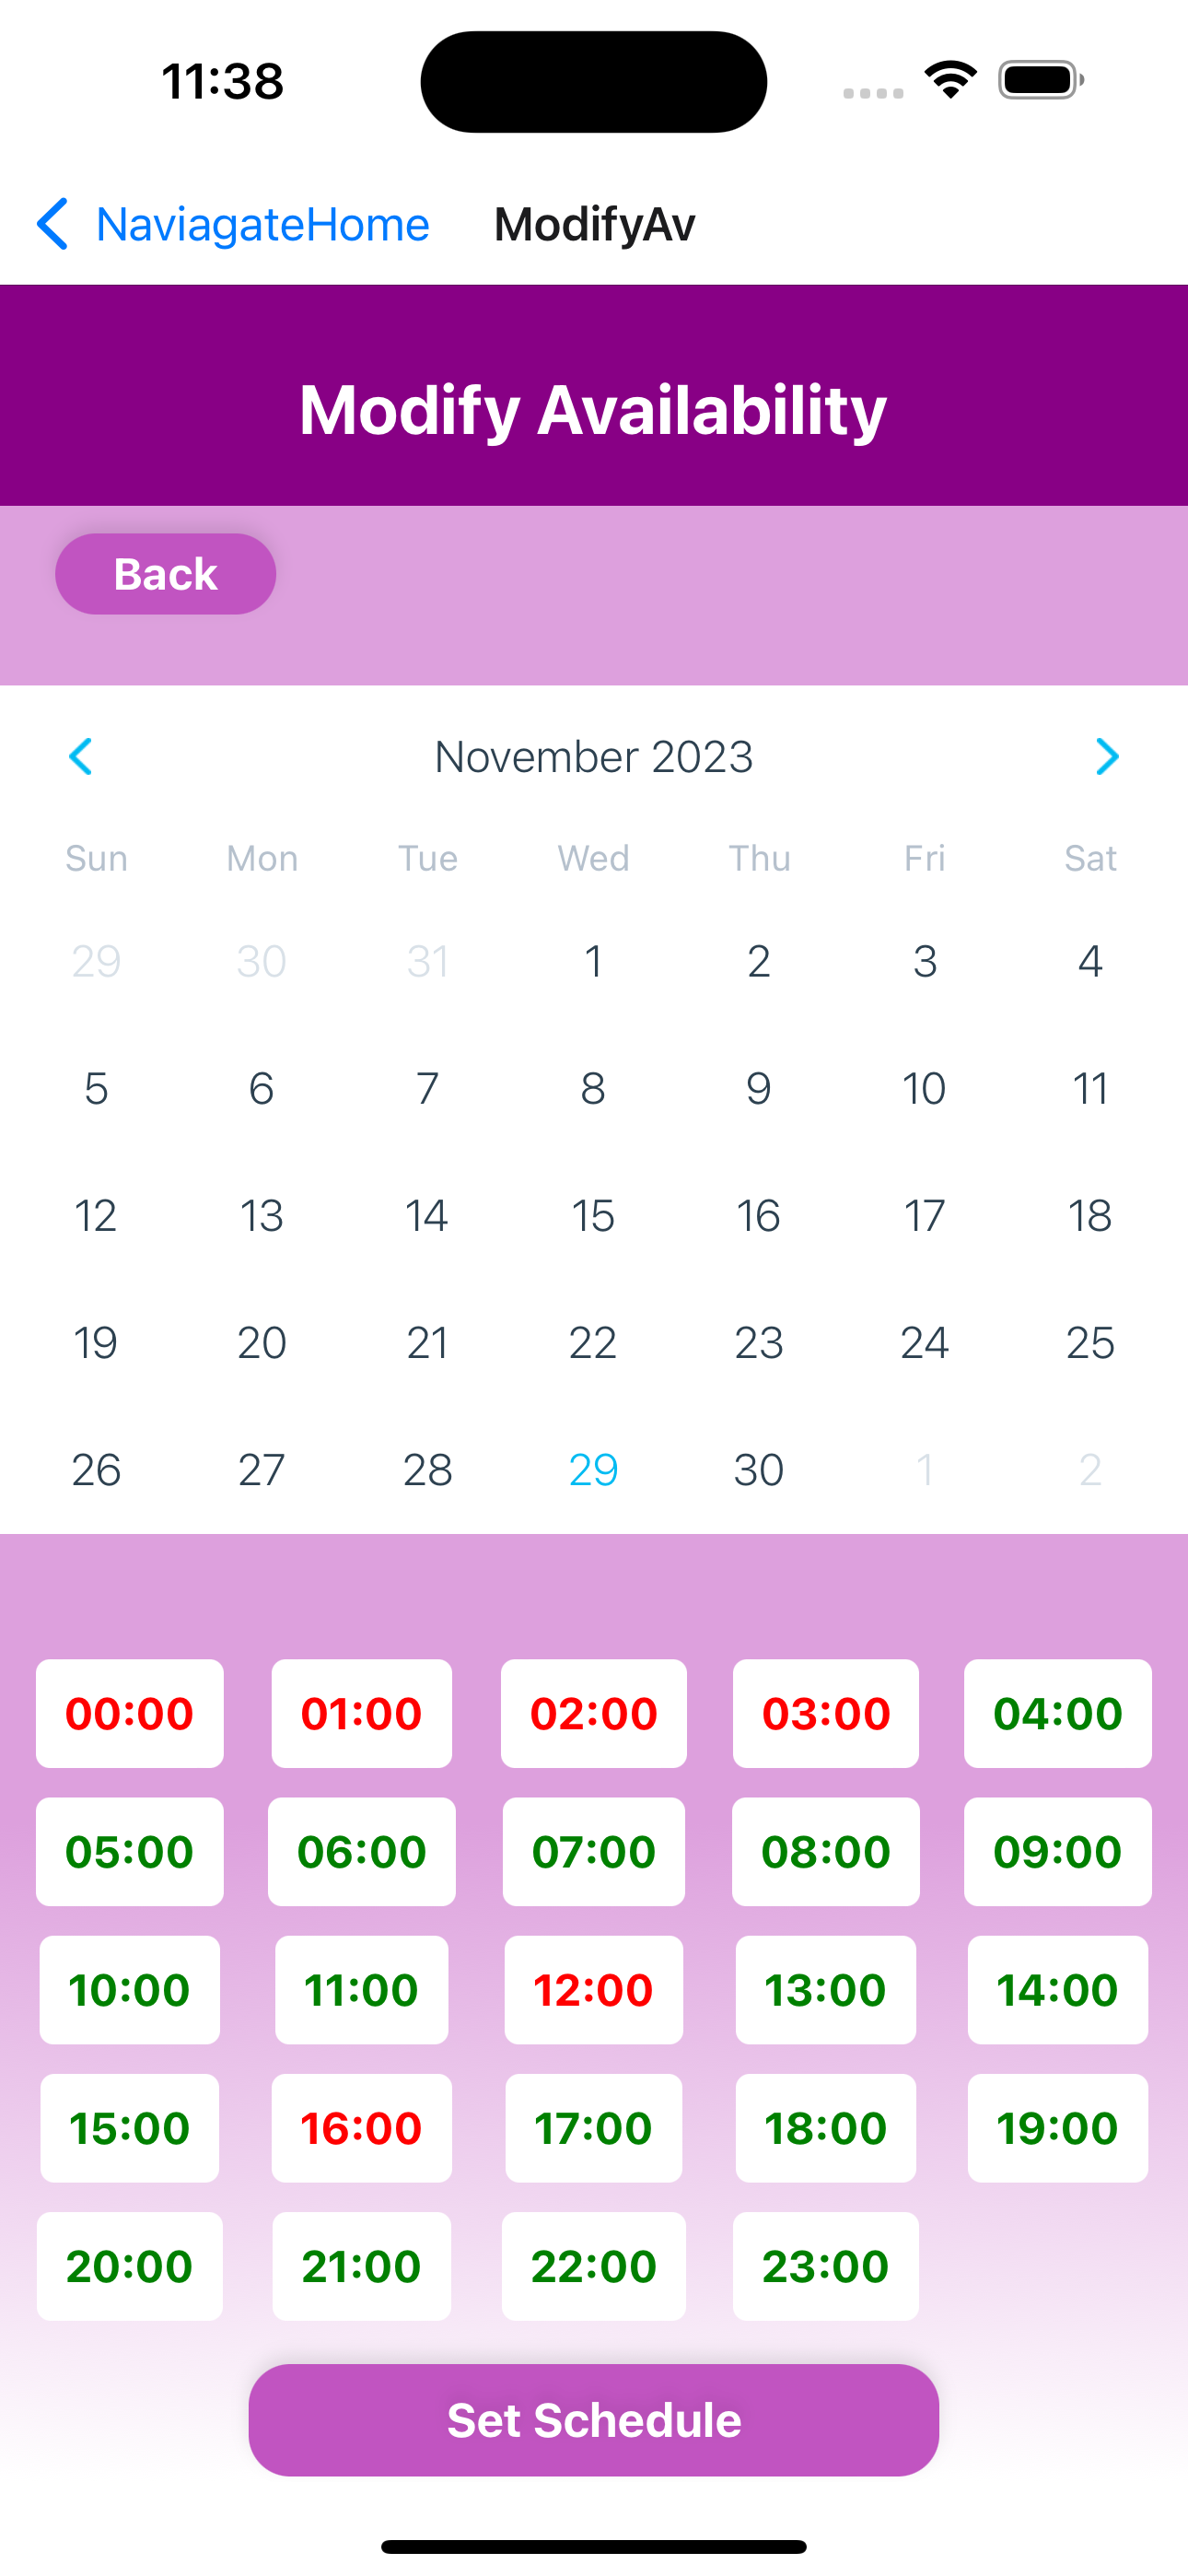 11:38
NaviagateHome ModifyAv
Modify Availability
Back
November 2023
Sun Mon Tue Wed Thu Fri Sat
29 30 31 1 2 3 4
5 6 7 8 9 10 11
12 13 14 15 16 17 18
19 20 21 22 23 24 25
26 27 28 29 30 1 2
00:00 01:00 02:00 03:00 04:00
05:00 06:00 07:00 08:00 09:00
10:00 11:00 12:00 13:00 14:00
15:00 16:00 17:00 18:00 19:00
20:00 21:00 22:00 23:00
Set Schedule